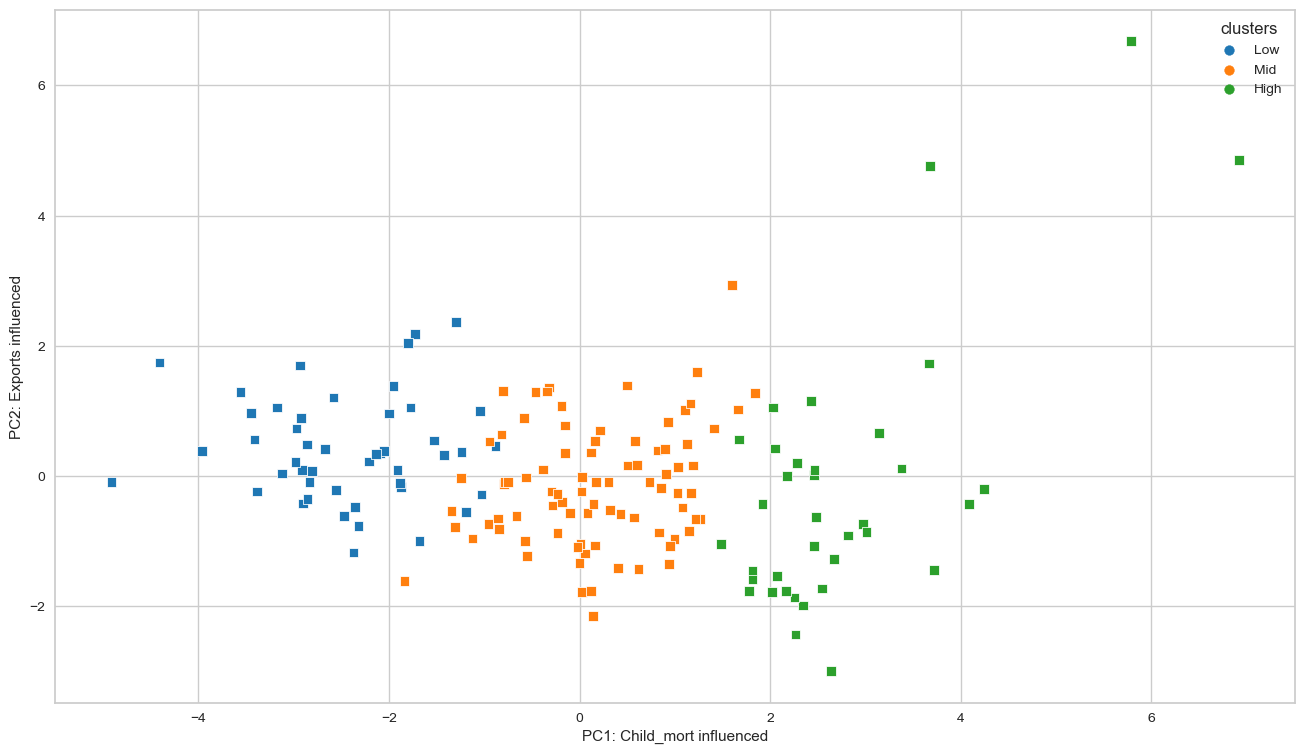 clusters
Low
Mid
High
6
4
2
0
−2
PC2: Exports influenced
−4
−2
0
2
4
6
PC1: Child_mort influenced